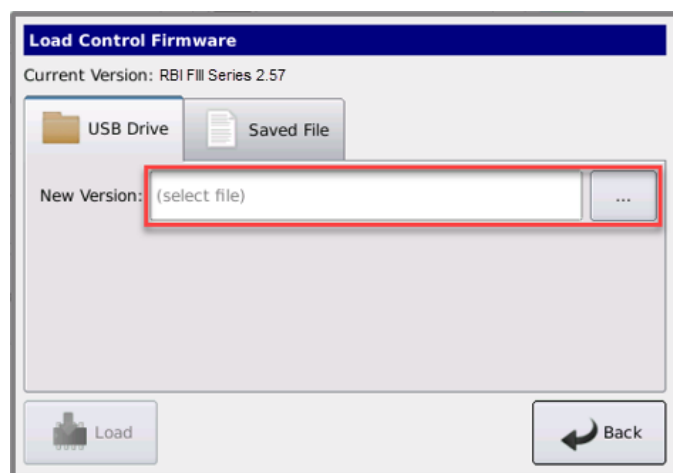 Load Control Firmware
Current Version: RBI FIII Series 2.57
USB Drive
Saved File
New Version: (select file) ...
Load
Back